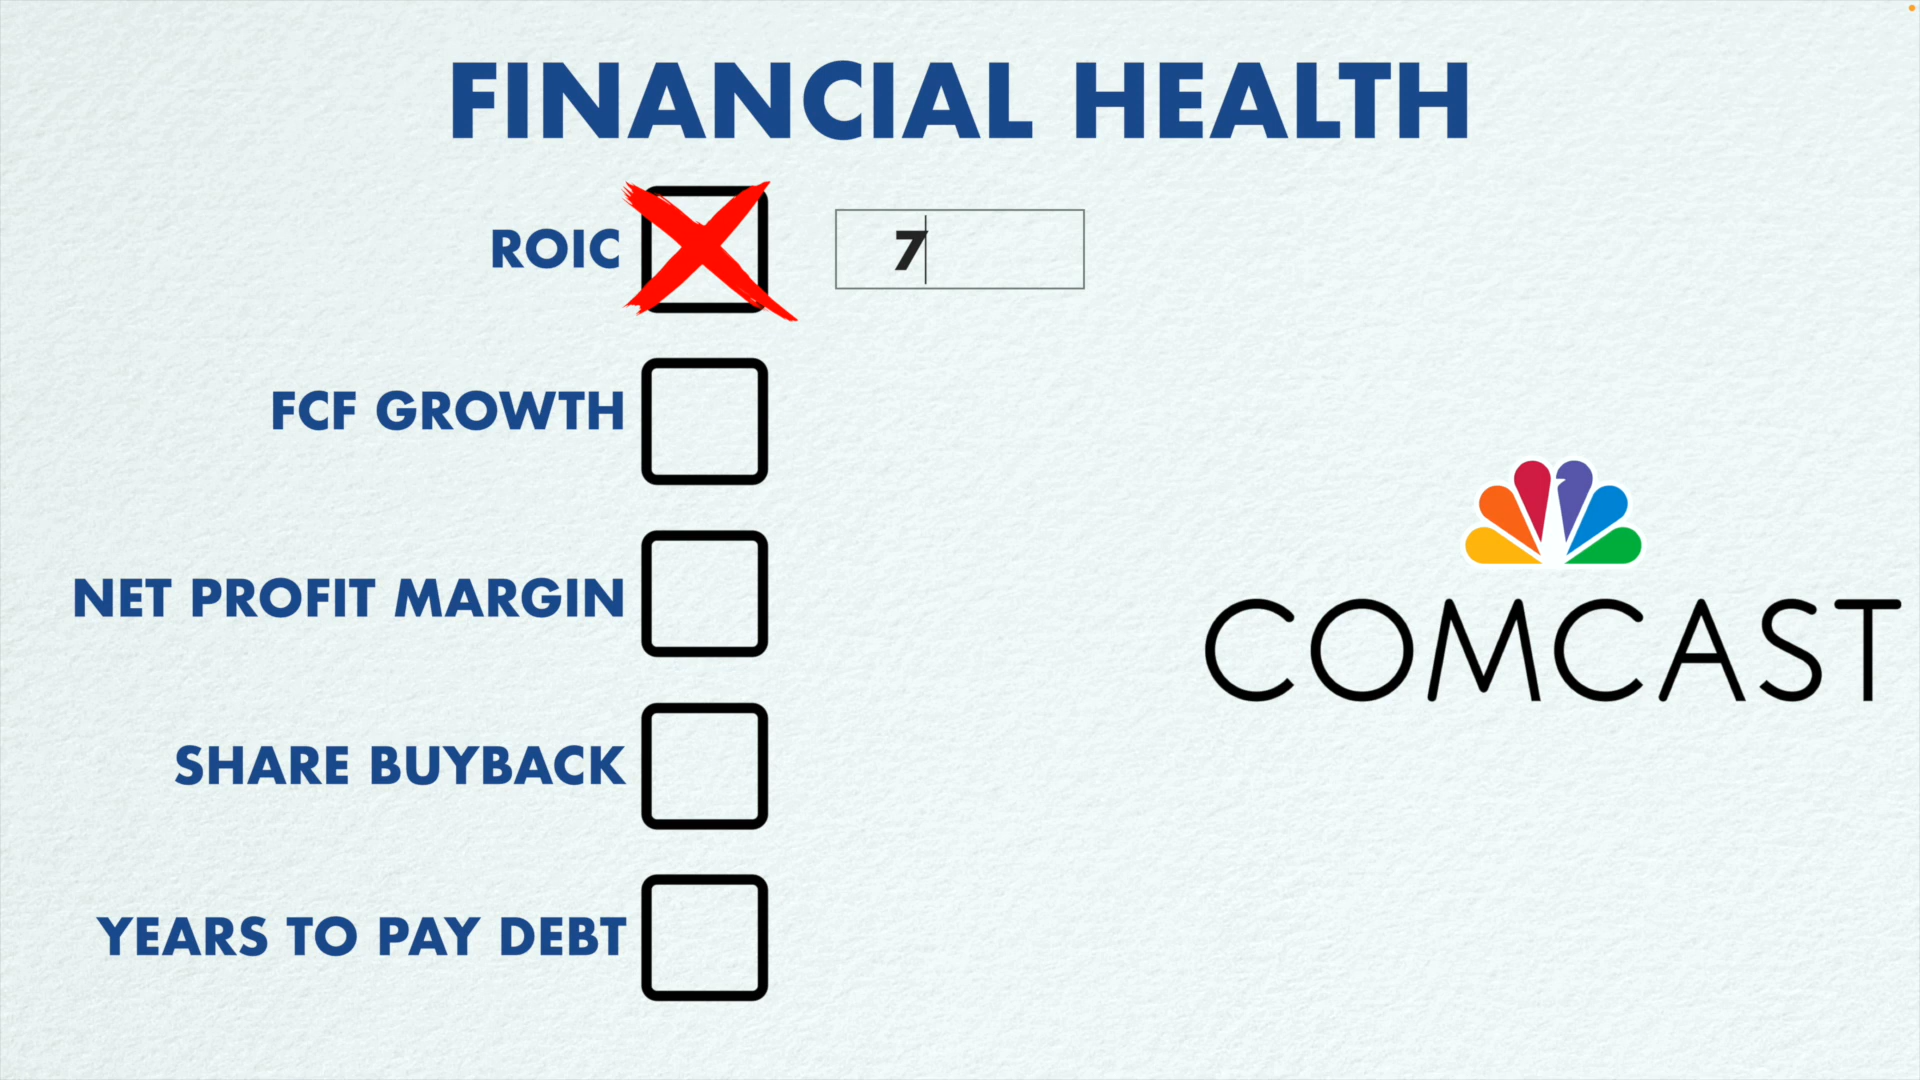 FINANCIAL HEALTH
ROIC
7
FCF GROWTH
NET PROFIT MARGIN
COMCAST
SHARE BUYBACK
YEARS TO PAY DEBT